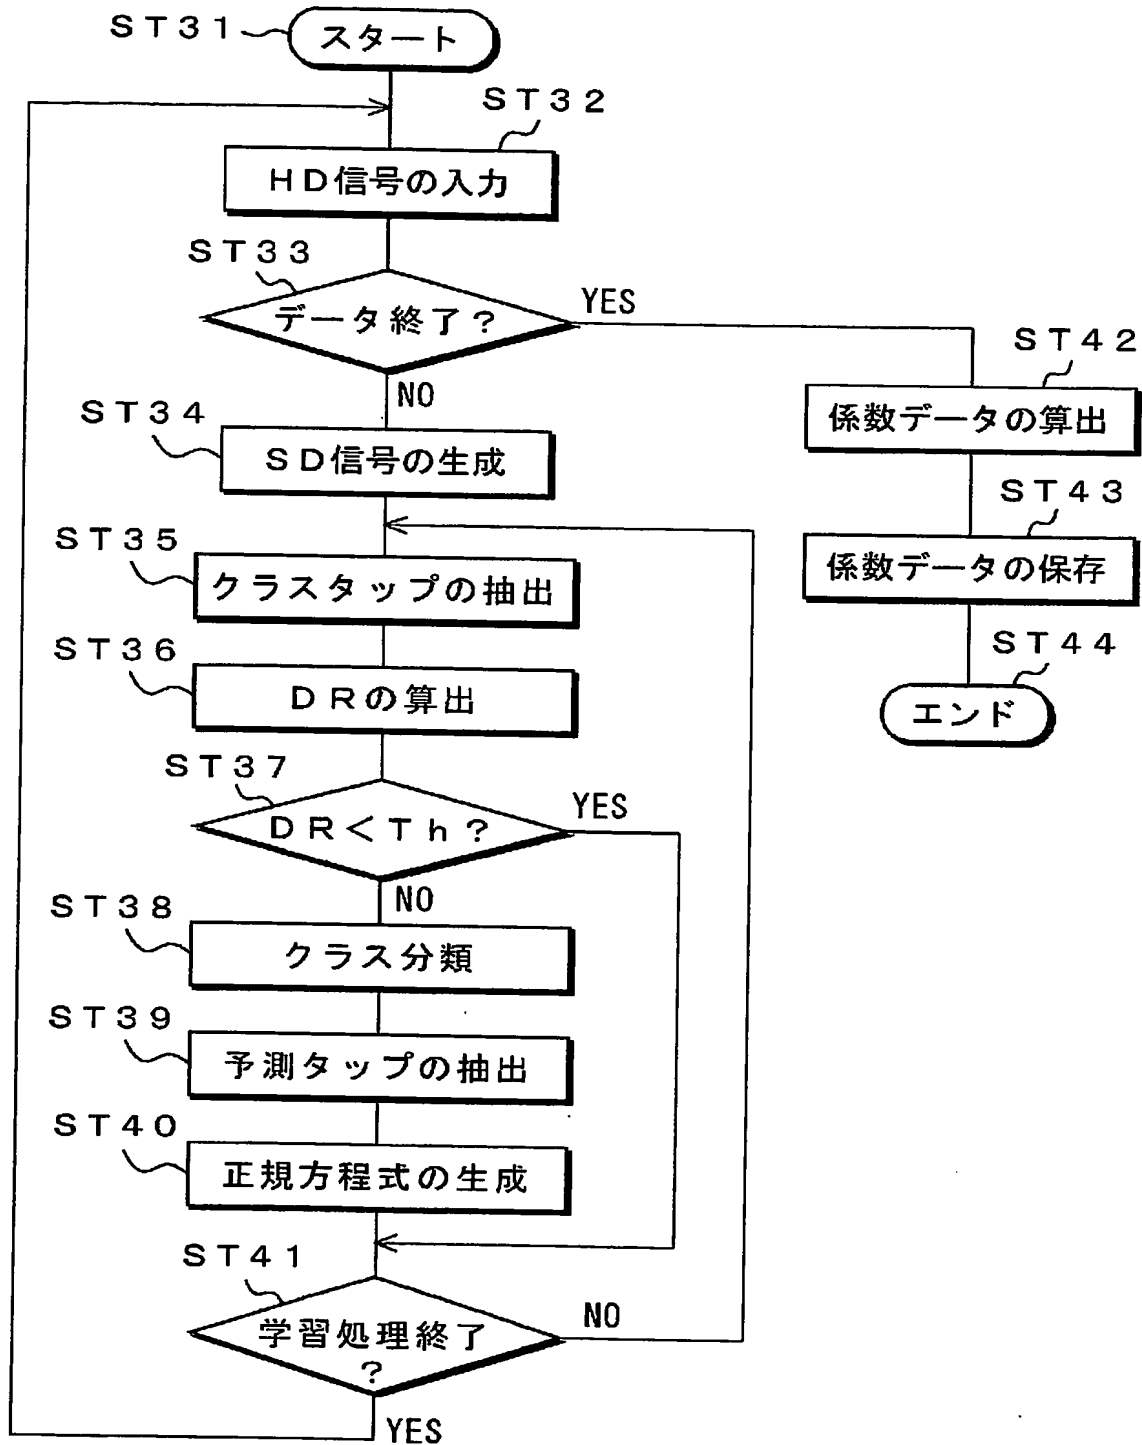 ST31
スタート
ST32
HD信号の入力
ST33
データ終了?
YES
NO
ST34
SD信号の生成
ST35
クラスタップの抽出
ST36
DRの算出
ST37
DR<Th?
YES
NO
ST38
クラス分類
ST39
予測タップの抽出
ST40
正規方程式の生成
ST41
学習処理終了
?
NO
YES
ST42
係数データの算出
ST43
係数データの保存
ST44
エンド